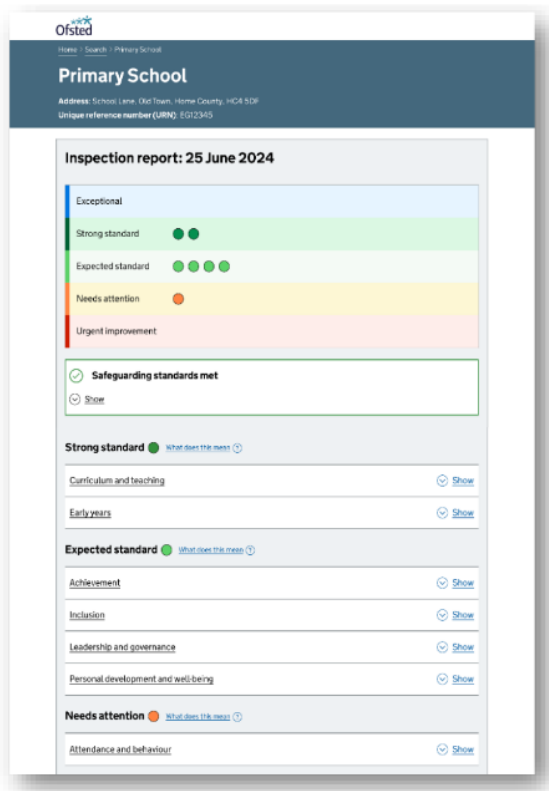 Ofsted
Home > Search > Primary School
Primary School
Address: School Lane, Old Town, Home County, HC4 5DF
Unique reference number (URN): EG12345
Inspection report: 25 June 2024
Exceptional
Strong standard
Expected standard
Needs attention
Urgent improvement
Safeguarding standards met
Show
Strong standard What does this mean ?
Curriculum and teaching Show
Early years Show
Expected standard What does this mean ?
Achievement Show
Inclusion Show
Leadership and governance Show
Personal development and well-being Show
Needs attention What does this mean ?
Attendance and behaviour Show